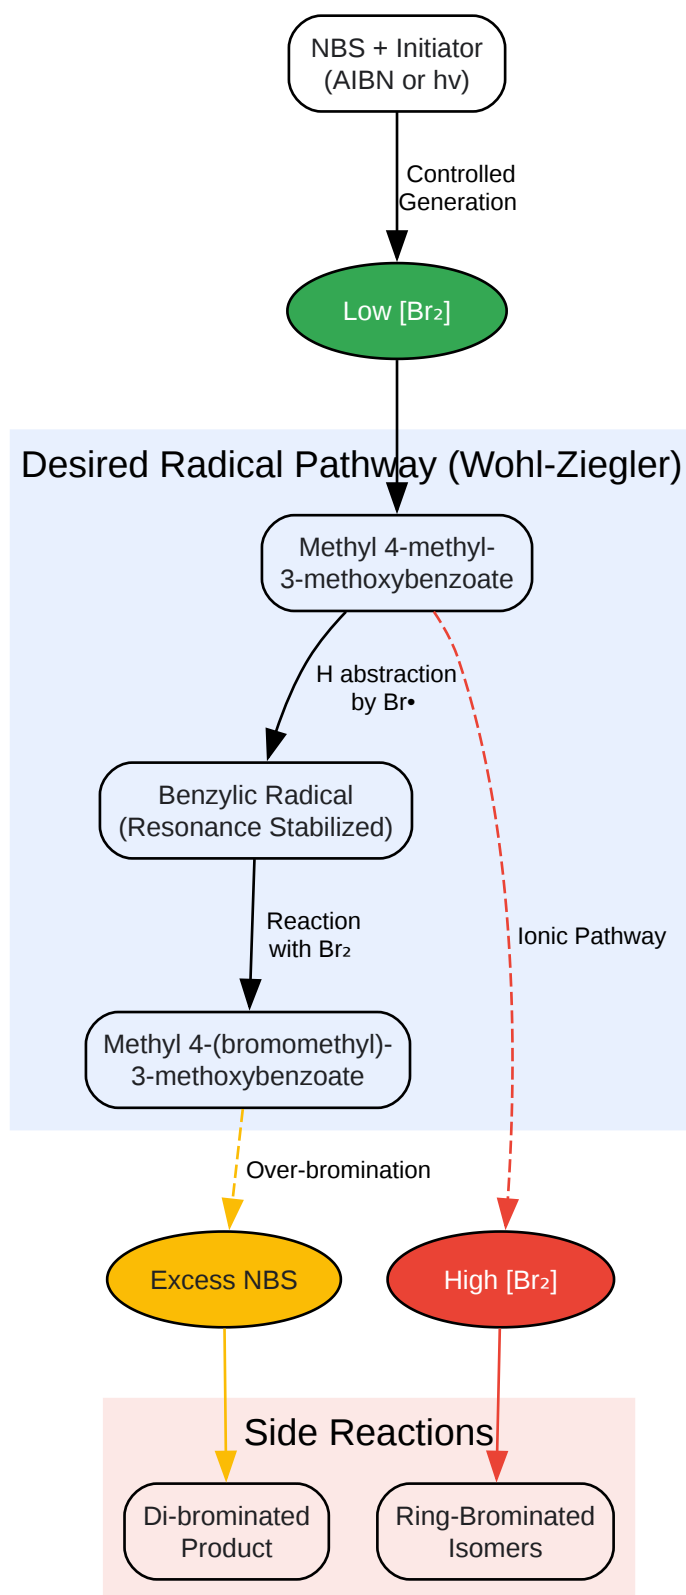 NBS + Initiator
(AIBN or hv)
Controlled
Generation
Low [Br₂]
Desired Radical Pathway (Wohl-Ziegler)
Methyl 4-methyl-
3-methoxybenzoate
H abstraction
by Br•
Benzylic Radical
(Resonance Stabilized)
Reaction
with Br₂
Ionic Pathway
Methyl 4-(bromomethyl)-
3-methoxybenzoate
Over-bromination
Excess NBS
High [Br₂]
Side Reactions
Di-brominated
Product
Ring-Brominated
Isomers